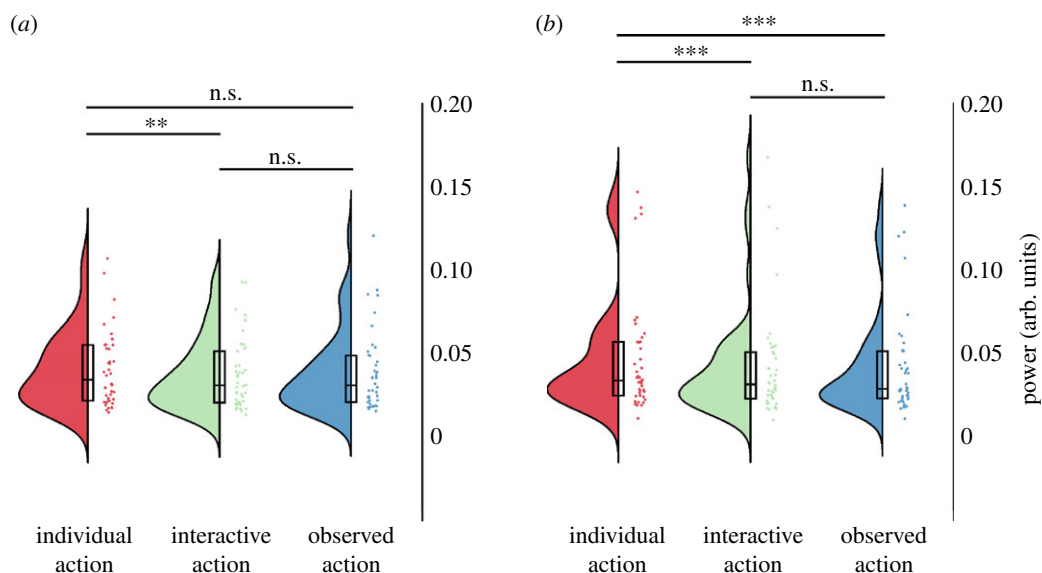 (a)
n.s.
**
n.s.
0.20
0.15
0.10
0.05
0
individual
action
interactive
action
observed
action
(b)
***
***
n.s.
0.20
0.15
0.10
0.05
0
power (arb. units)
individual
action
interactive
action
observed
action